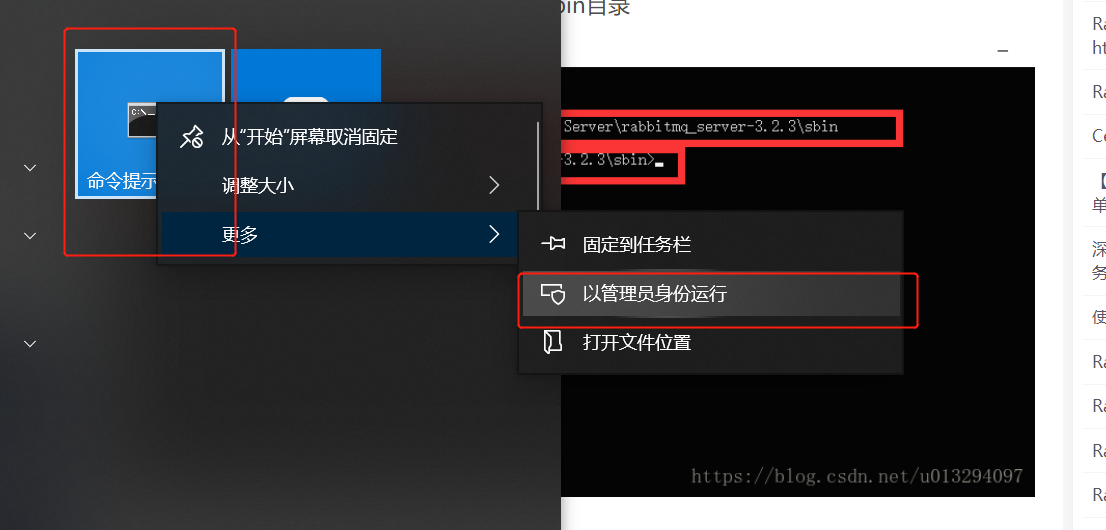 bin目录
C:\_
命令提示
从“开始”屏幕取消固定
调整大小
更多
固定到任务栏
以管理员身份运行
打开文件位置
Server\rabbitmq_server-3.2.3\sbin
-3.2.3\sbin>
https://blog.csdn.net/u013294097
Ra
ht
Ra
Ce
【
单
深
务
使
Ra
Ra
Ra
Ra